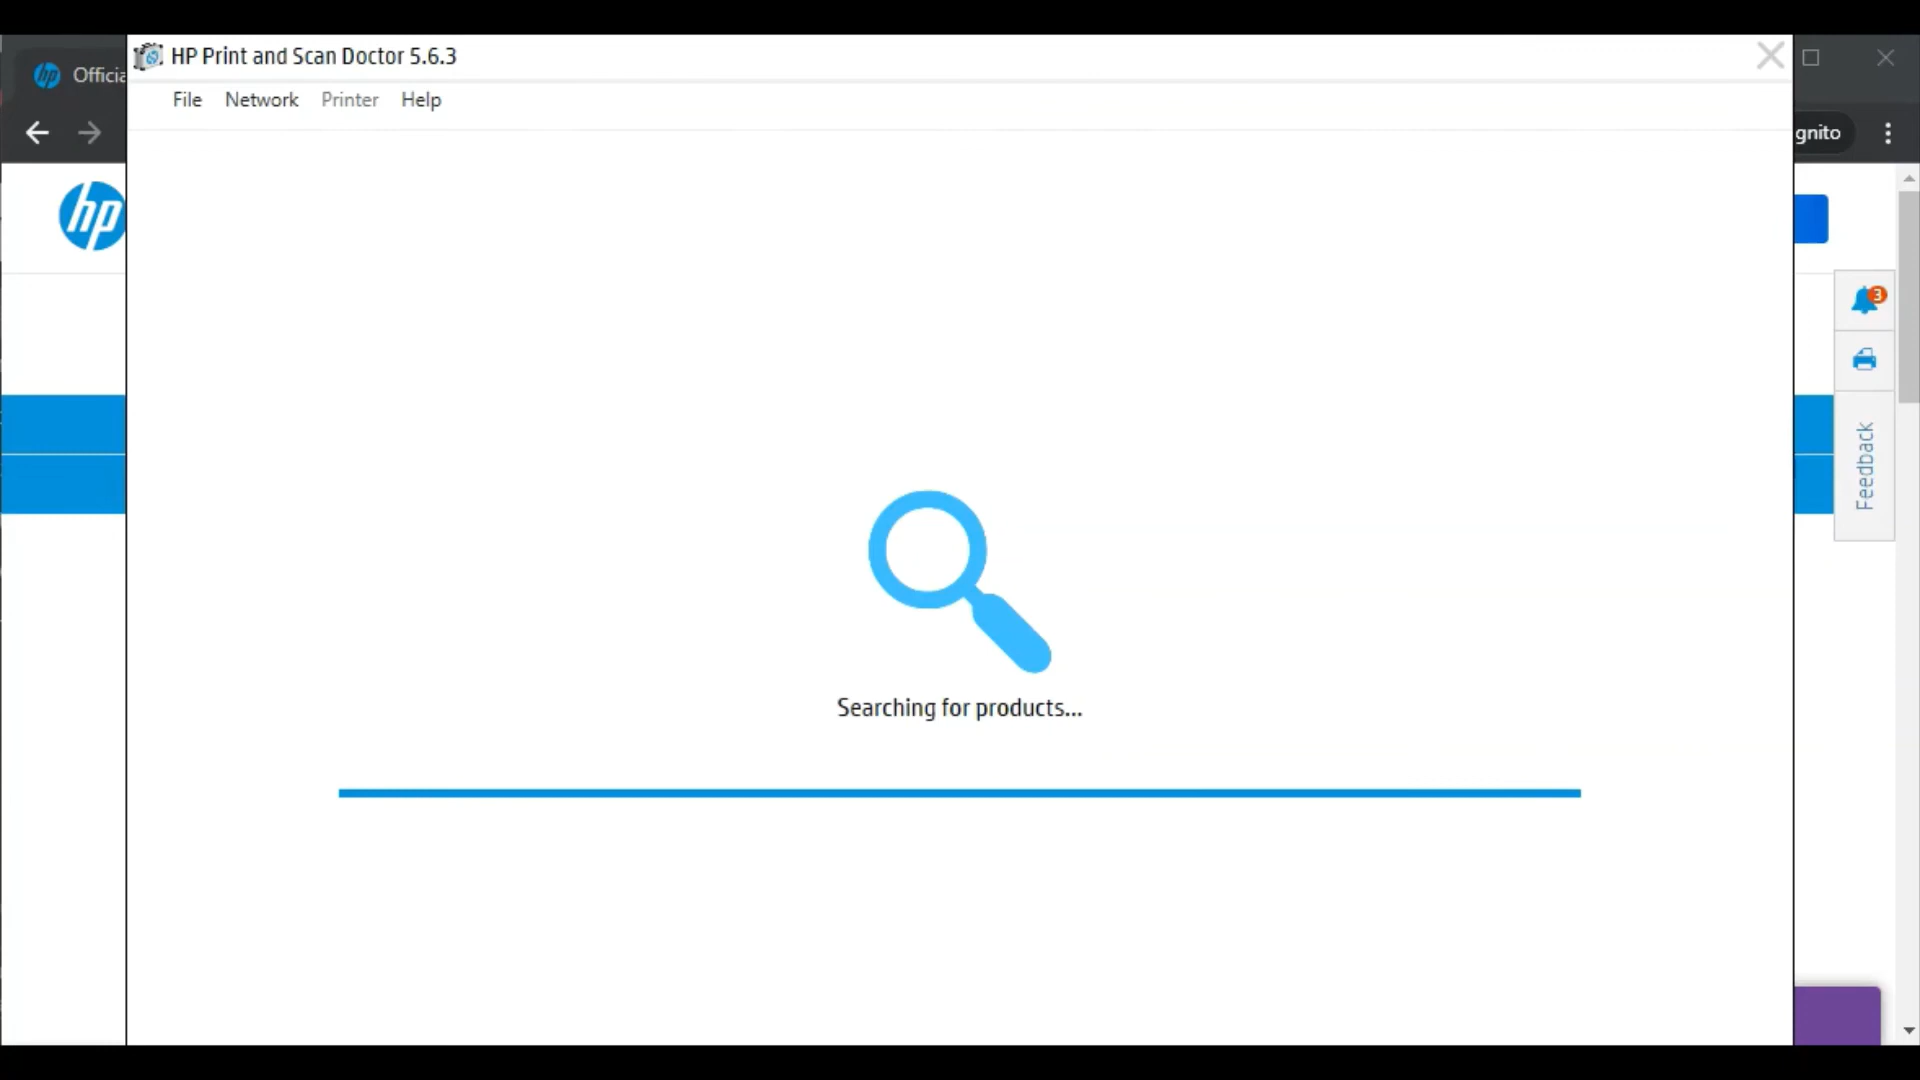 HP Print and Scan Doctor 5.6.3
Officia
File Network Printer Help
gnito
hp
3
Feedback
Searching for products...